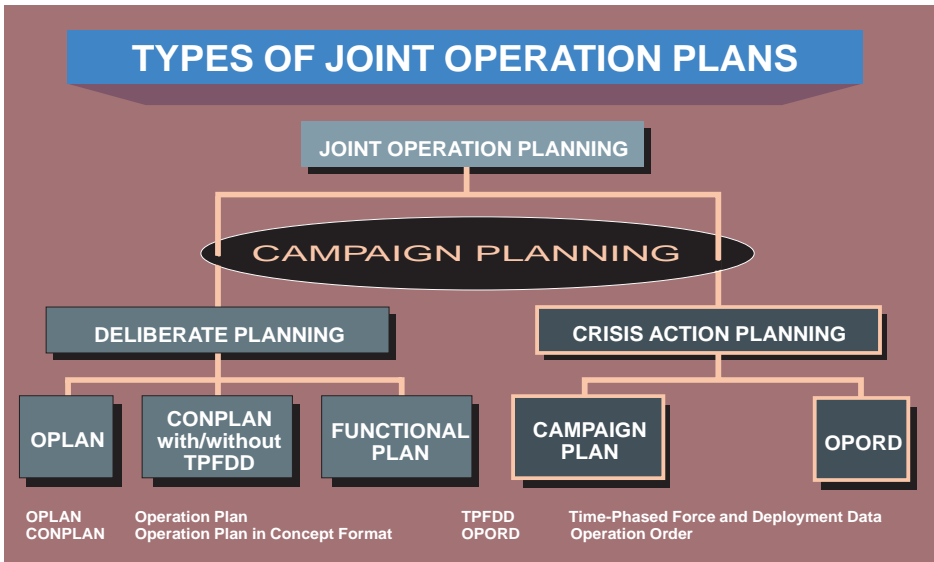 TYPES OF JOINT OPERATION PLANS
JOINT OPERATION PLANNING
CAMPAIGN PLANNING
DELIBERATE PLANNING
CRISIS ACTION PLANNING
OPLAN
CONPLAN
with/without
TPFDD
FUNCTIONAL
PLAN
CAMPAIGN
PLAN
OPORD
OPLAN Operation Plan
CONPLAN Operation Plan in Concept Format
TPFDD Time-Phased Force and Deployment Data
OPORD Operation Order